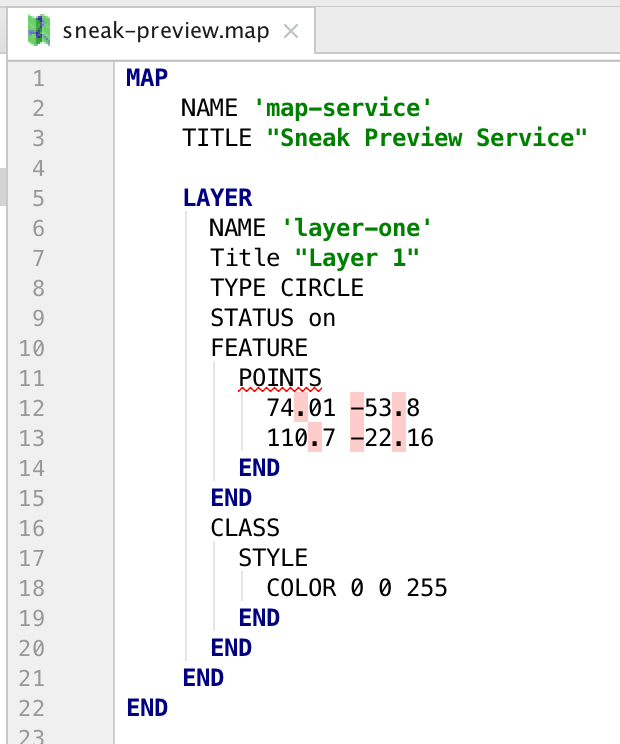 sneak-preview.map ×
1 MAP
2     NAME 'map-service'
3     TITLE "Sneak Preview Service"
4
5     LAYER
6       NAME 'layer-one'
7       Title "Layer 1"
8       TYPE CIRCLE
9       STATUS on
10       FEATURE
11         POINTS
12           74.01 -53.8
13           110.7 -22.16
14         END
15       END
16       CLASS
17         STYLE
18           COLOR 0 0 255
19         END
20       END
21     END
22 END
23